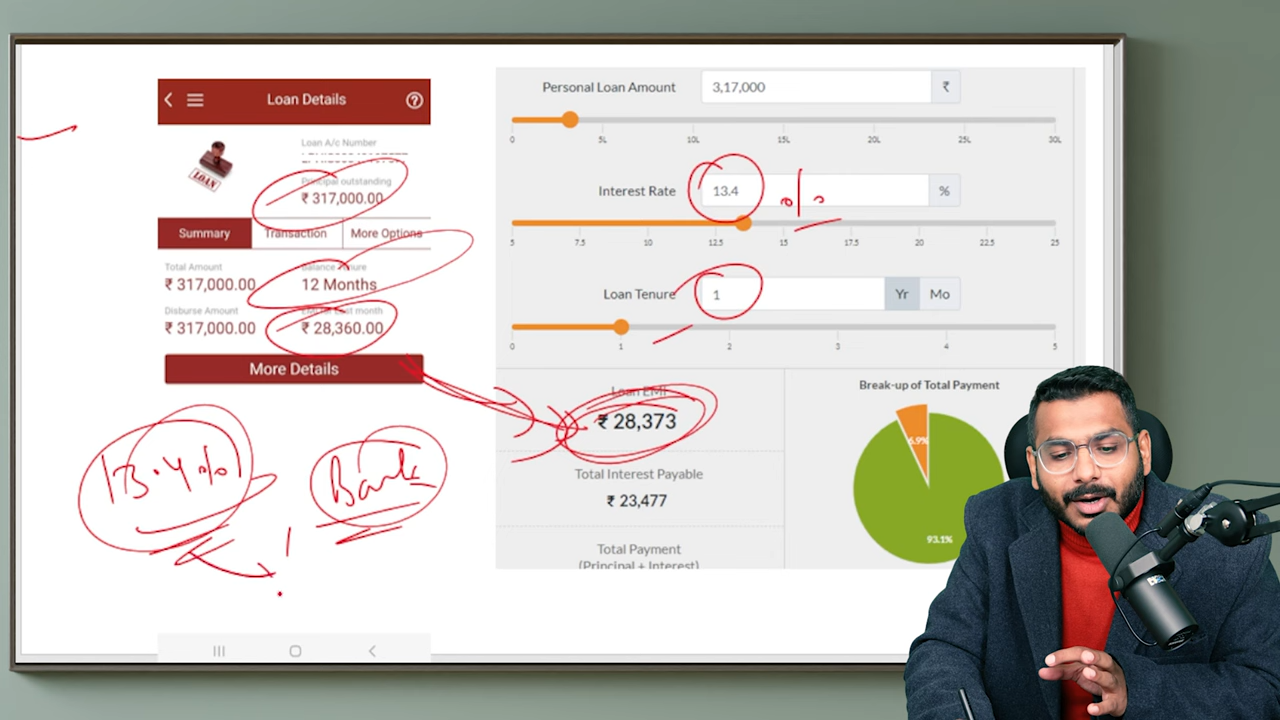 Loan Details
Loan A/c Number
Principal outstanding
₹ 317,000.00
Summary
Transaction
More Options
Total Amount
Balance Tenure
₹ 317,000.00
12 Months
Disburse Amount
month
₹ 317,000.00
₹ 28,360.00
More Details
13.4%
Bank
Personal Loan Amount
3,17,000
₹
0
5L
10L
15L
20L
25L
30L
Interest Rate
13.4
%
%
5
7.5
10
12.5
15
17.5
20
22.5
25
Loan Tenure
1
Yr
Mo
0
1
2
3
4
5
Loan EMI
₹ 28,373
Total Interest Payable
₹ 23,477
Total Payment
(Principal + Interest)
Break-up of Total Payment
6.9%
93.1%
LOAN